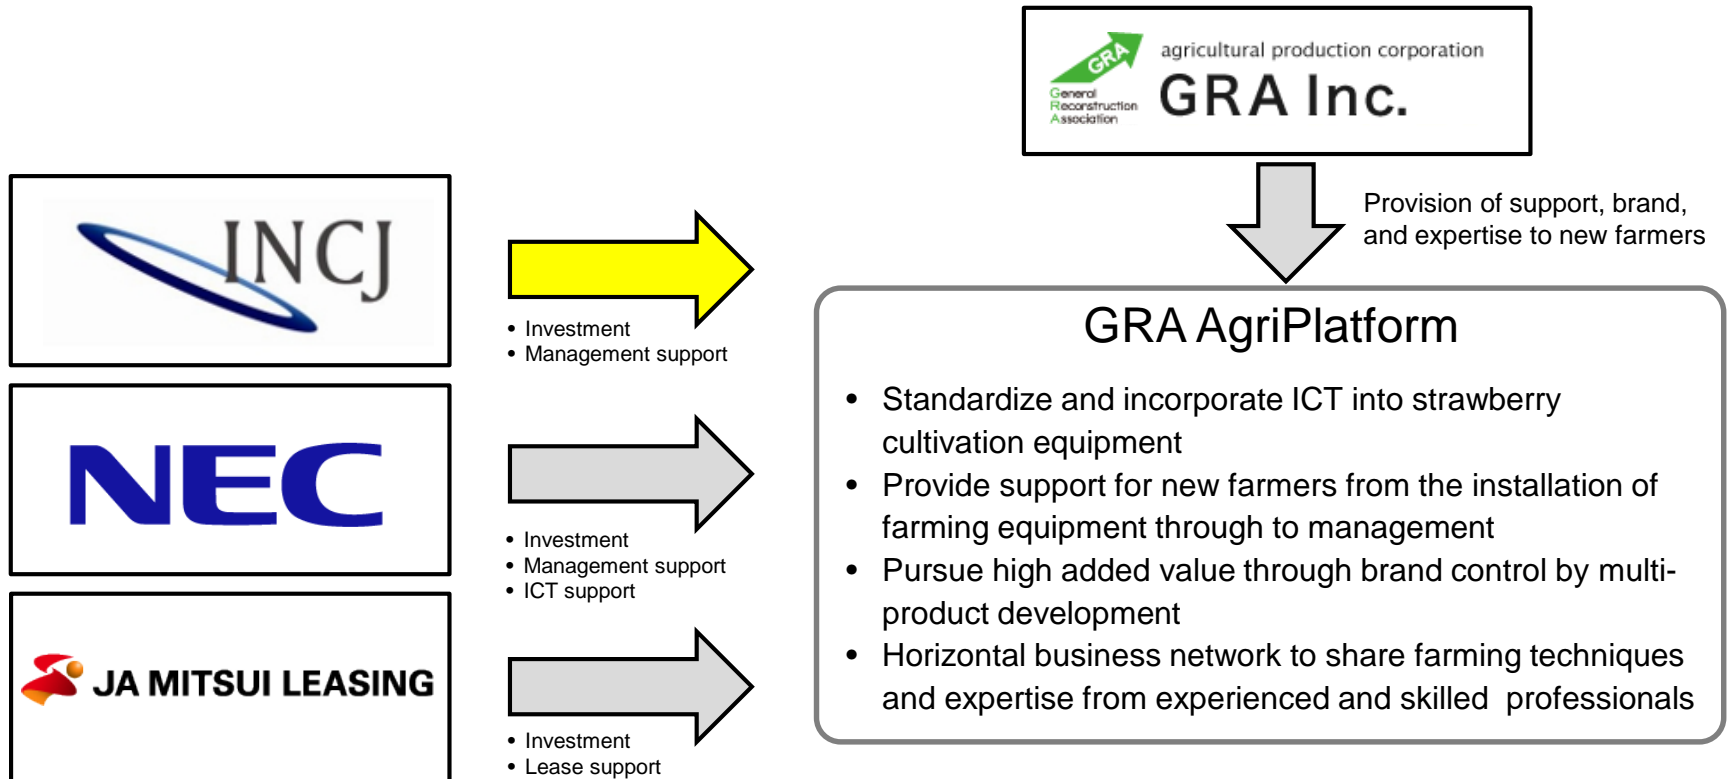 GRA
General
Reconstruction
Association
agricultural production corporation
GRA Inc.
Provision of support, brand,
and expertise to new farmers
INCJ
• Investment
• Management support
NEC
• Investment
• Management support
• ICT support
JA MITSUI LEASING
• Investment
• Lease support
GRA AgriPlatform
• Standardize and incorporate ICT into strawberry
cultivation equipment
• Provide support for new farmers from the installation of
farming equipment through to management
• Pursue high added value through brand control by multi-
product development
• Horizontal business network to share farming techniques
and expertise from experienced and skilled professionals